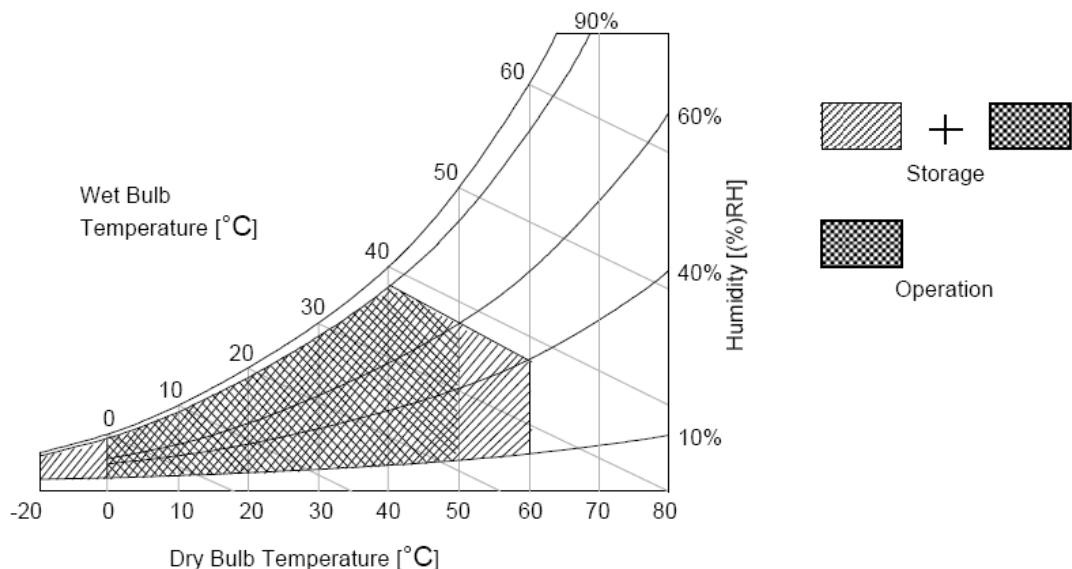 90%
60
60%
50
Wet Bulb
Temperature [°C]
40
40%
30
20
10
0
10%
Humidity [(%)RH]
-20 0 10 20 30 40 50 60 70 80
Dry Bulb Temperature [°C]
+
Storage
Operation